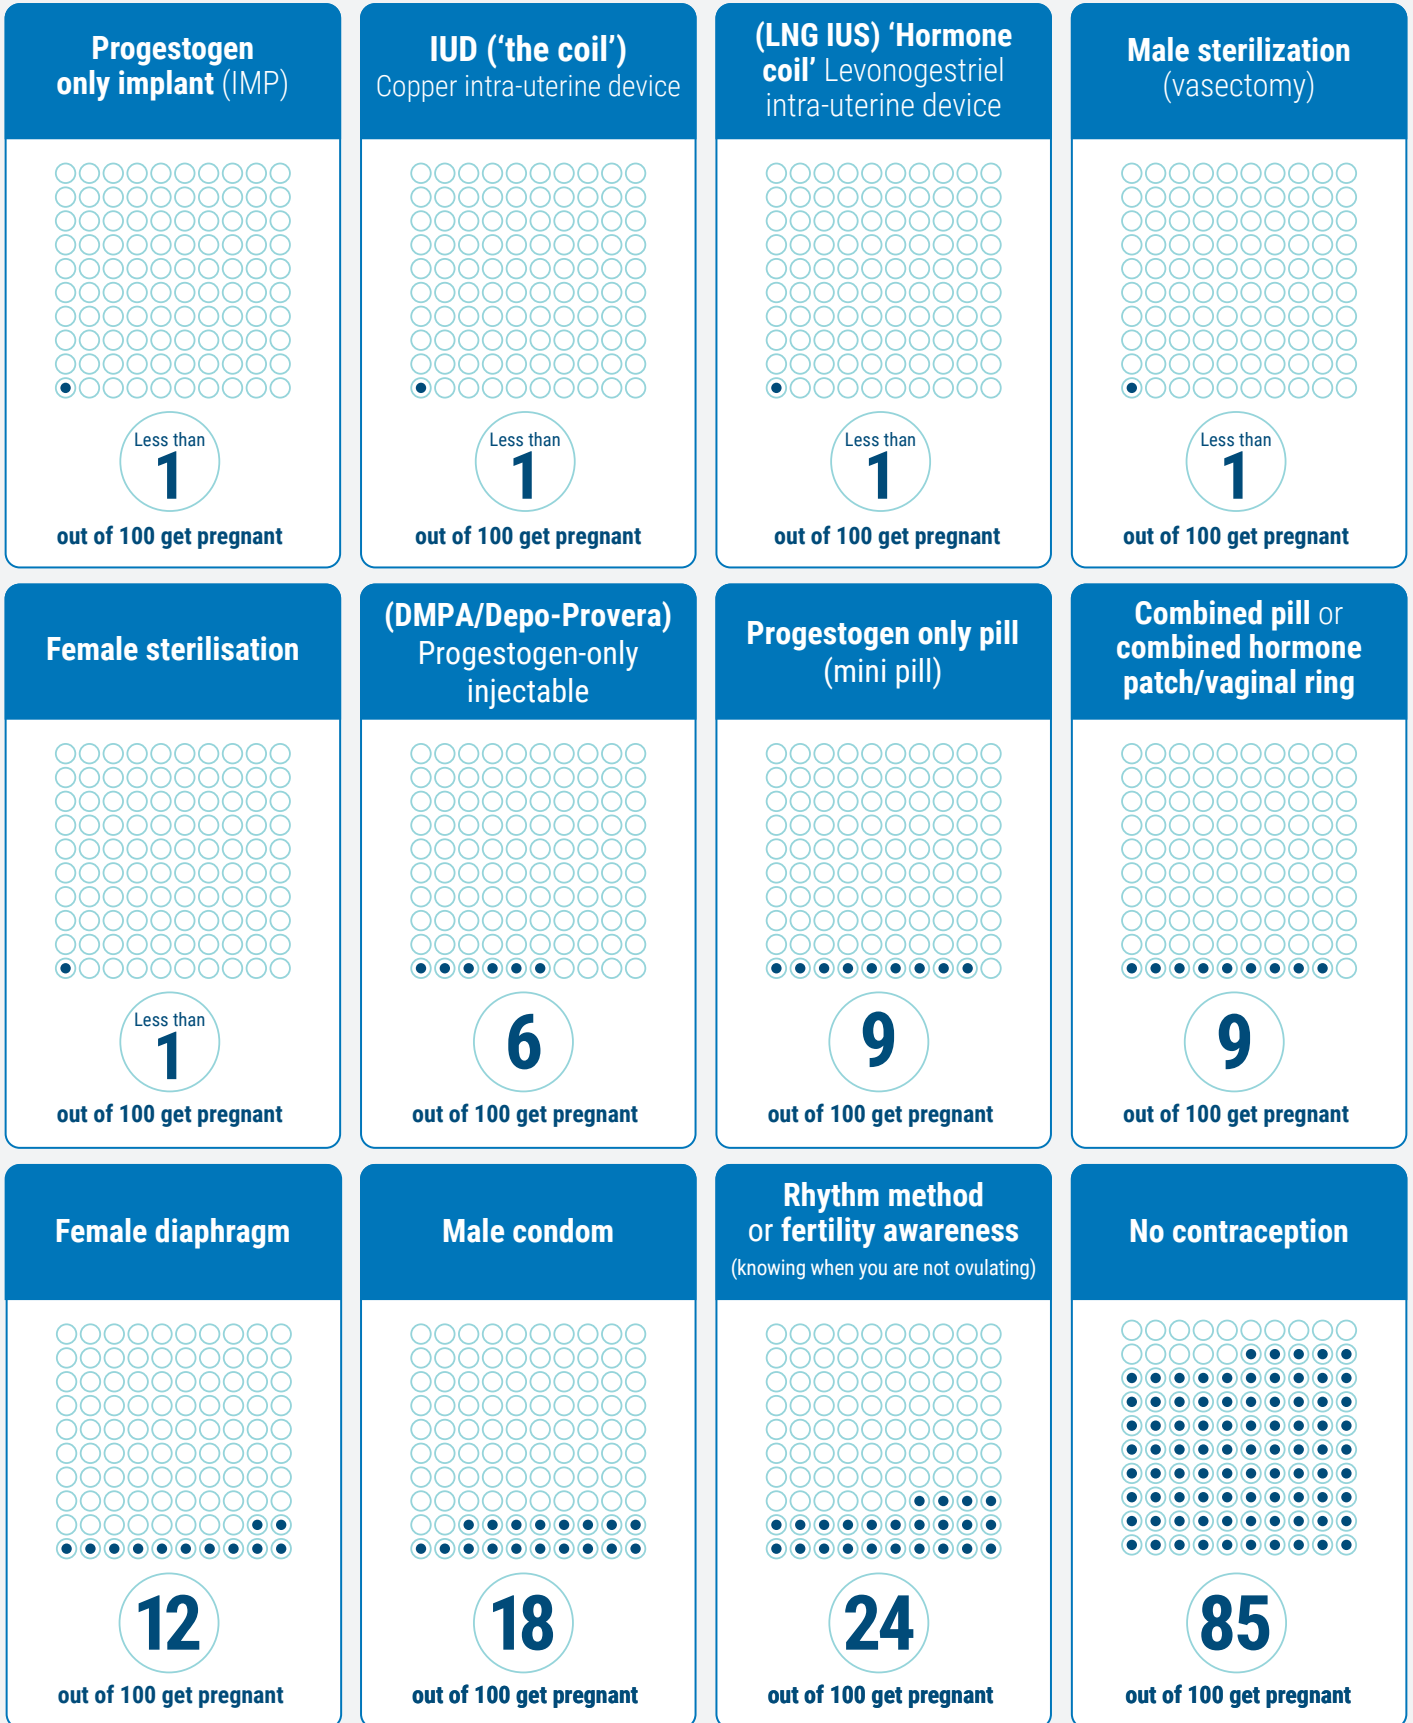 Progestogen
only implant (IMP)
Less than
1
out of 100 get pregnant
IUD (‘the coil’)
Copper intra-uterine device
Less than
1
out of 100 get pregnant
(LNG IUS) ‘Hormone
coil’ Levonogestriel
intra-uterine device
Less than
1
out of 100 get pregnant
Male sterilization
(vasectomy)
Less than
1
out of 100 get pregnant
Female sterilisation
Less than
1
out of 100 get pregnant
(DMPA/Depo-Provera)
Progestogen-only
injectable
6
out of 100 get pregnant
Progestogen only pill
(mini pill)
9
out of 100 get pregnant
Combined pill or
combined hormone
patch/vaginal ring
9
out of 100 get pregnant
Female diaphragm
12
out of 100 get pregnant
Male condom
18
out of 100 get pregnant
Rhythm method
or fertility awareness
(knowing when you are not ovulating)
24
out of 100 get pregnant
No contraception
85
out of 100 get pregnant